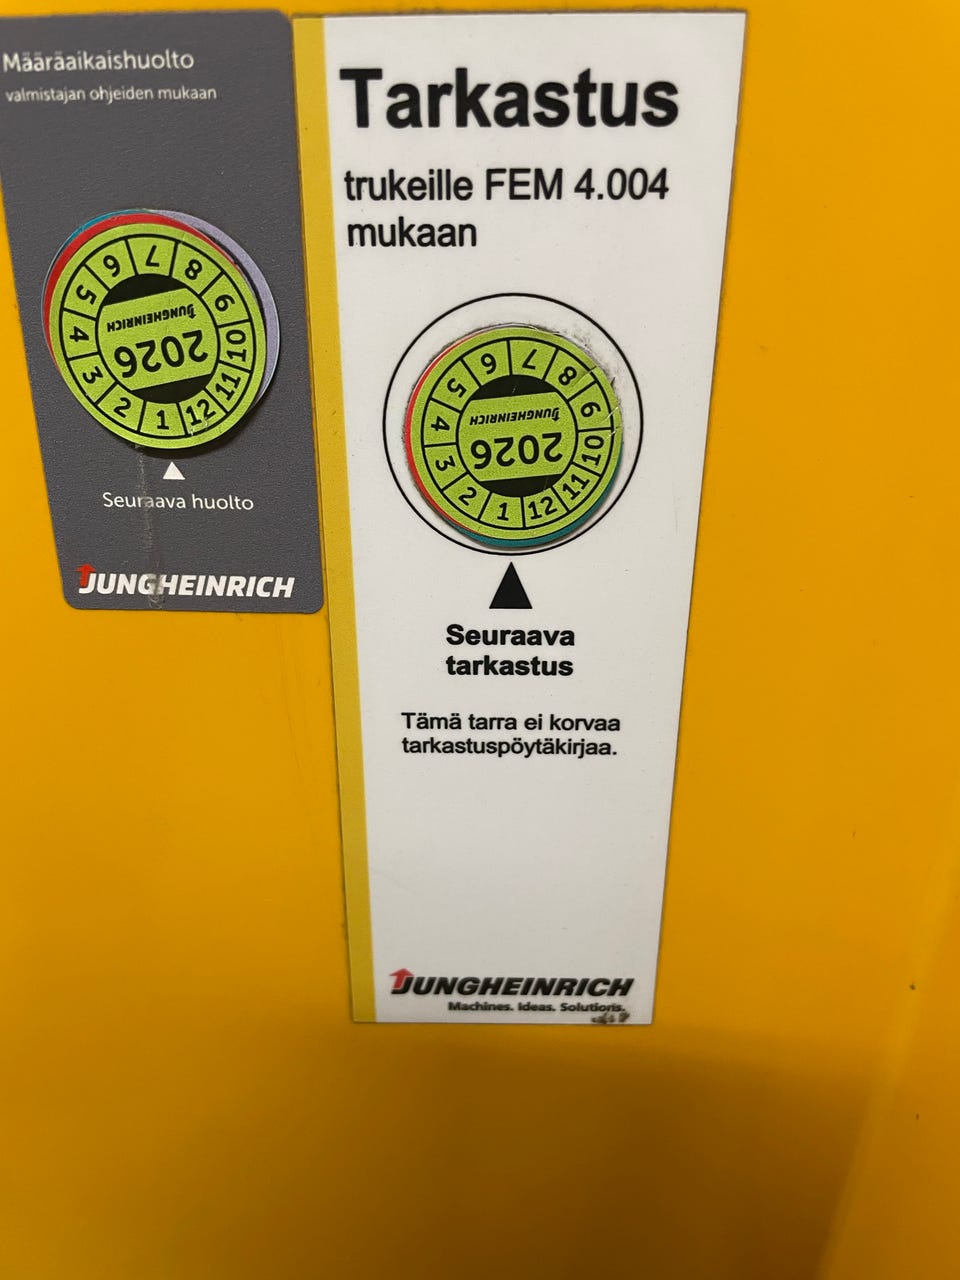 Määräaikaishuolto
valmistajan ohjeiden mukaan
1 2 3 4 5 6 7 8 9 10 11 12
JUNGHEINRICH
2026
Seuraava huolto
JUNGHEINRICH
Tarkastus
trukeille FEM 4.004
mukaan
1 2 3 4 5 6 7 8 9 10 11 12
JUNGHEINRICH
2026
Seuraava
tarkastus
Tämä tarra ei korvaa
tarkastuspöytäkirjaa.
JUNGHEINRICH
Machines. Ideas. Solutions.